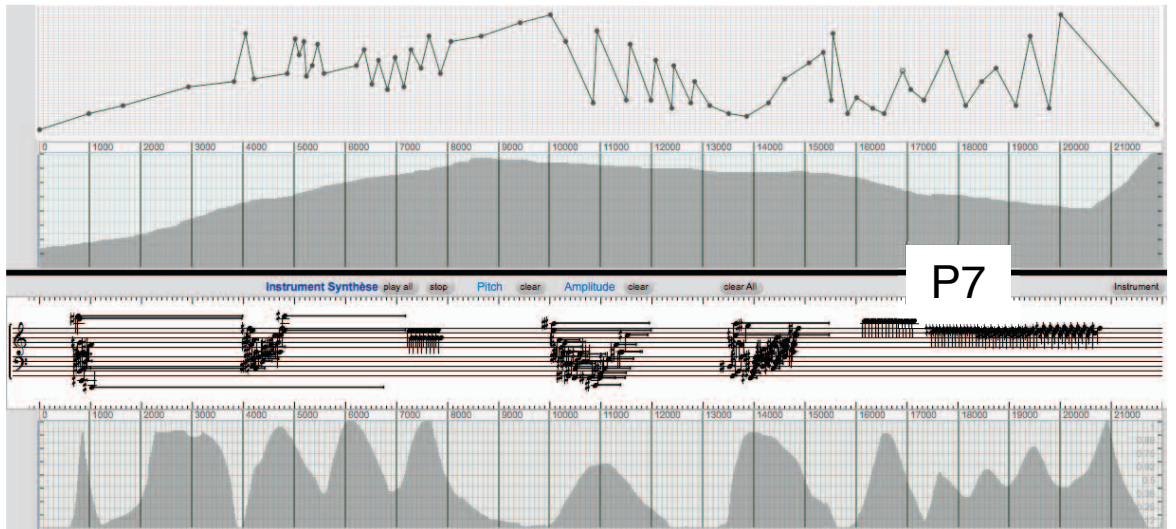 0 1000 2000 3000 4000 5000 6000 7000 8000 9000 10000 11000 12000 13000 14000 15000 16000 17000 18000 19000 20000 21000
P7
Instrument Synthèse play all stop Pitch clear Amplitude clear clear All Instrument
0 1000 2000 3000 4000 5000 6000 7000 8000 9000 10000 11000 12000 13000 14000 15000 16000 17000 18000 19000 20000 21000